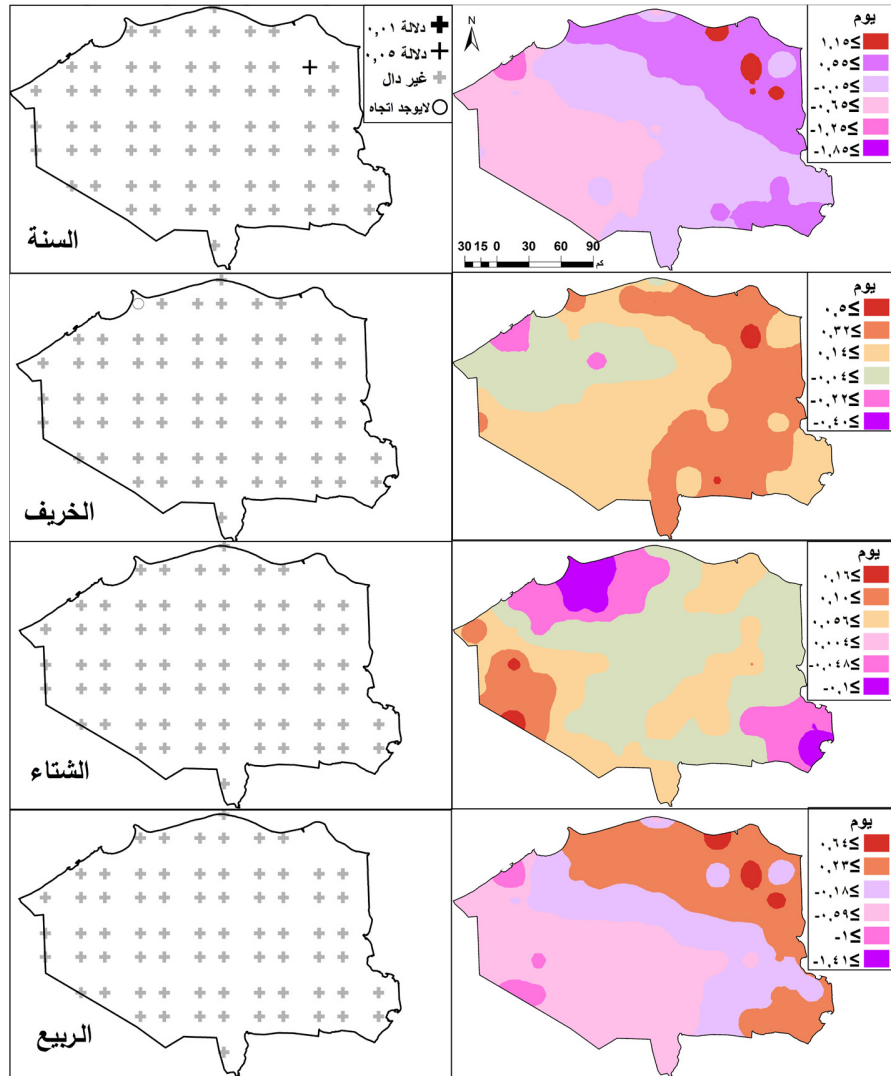 دلالة ٠,٠١
دلالة ٠,٠٥
غير دال
لايوجد اتجاه
السنة
N
يوم
١,١٥≤
٠,٥٥≤
-٠,٠٥≤
-٠,٦٥≤
-١,٢٥≤
-١,٨٥≤
30 15 0 30 60 90
كم
الخريف
يوم
٠,٥≤
٠,٣٢≤
٠,١٤≤
-٠,٠٤≤
-٠,٢٢≤
-٠,٤٠≤
الشتاء
يوم
٠,١٦≤
٠,١٠≤
٠,٠٥٦≤
٠,٠٠٤≤
-٠,٠٤٨≤
-٠,١≤
الربيع
يوم
٠,٦٤≤
٠,٢٣≤
-٠,١٨≤
-٠,٥٩≤
-١≤
-١,٤١≤